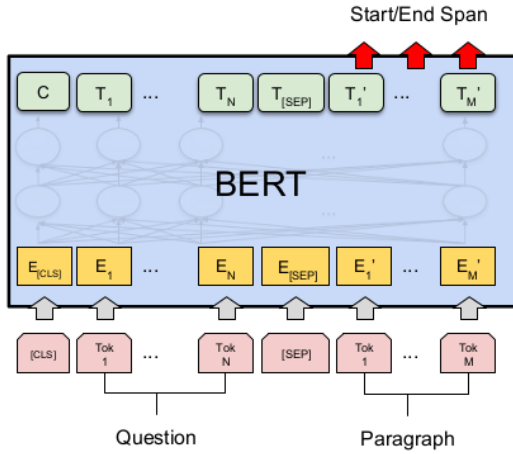 Start/End Span
C T1 ... TN T[SEP] T1' ... TM'
...
BERT
...
E[CLS] E1 ... EN E[SEP] E1' ... EM'
[CLS] Tok 1 ... Tok N [SEP] Tok 1 ... Tok M
Question Paragraph